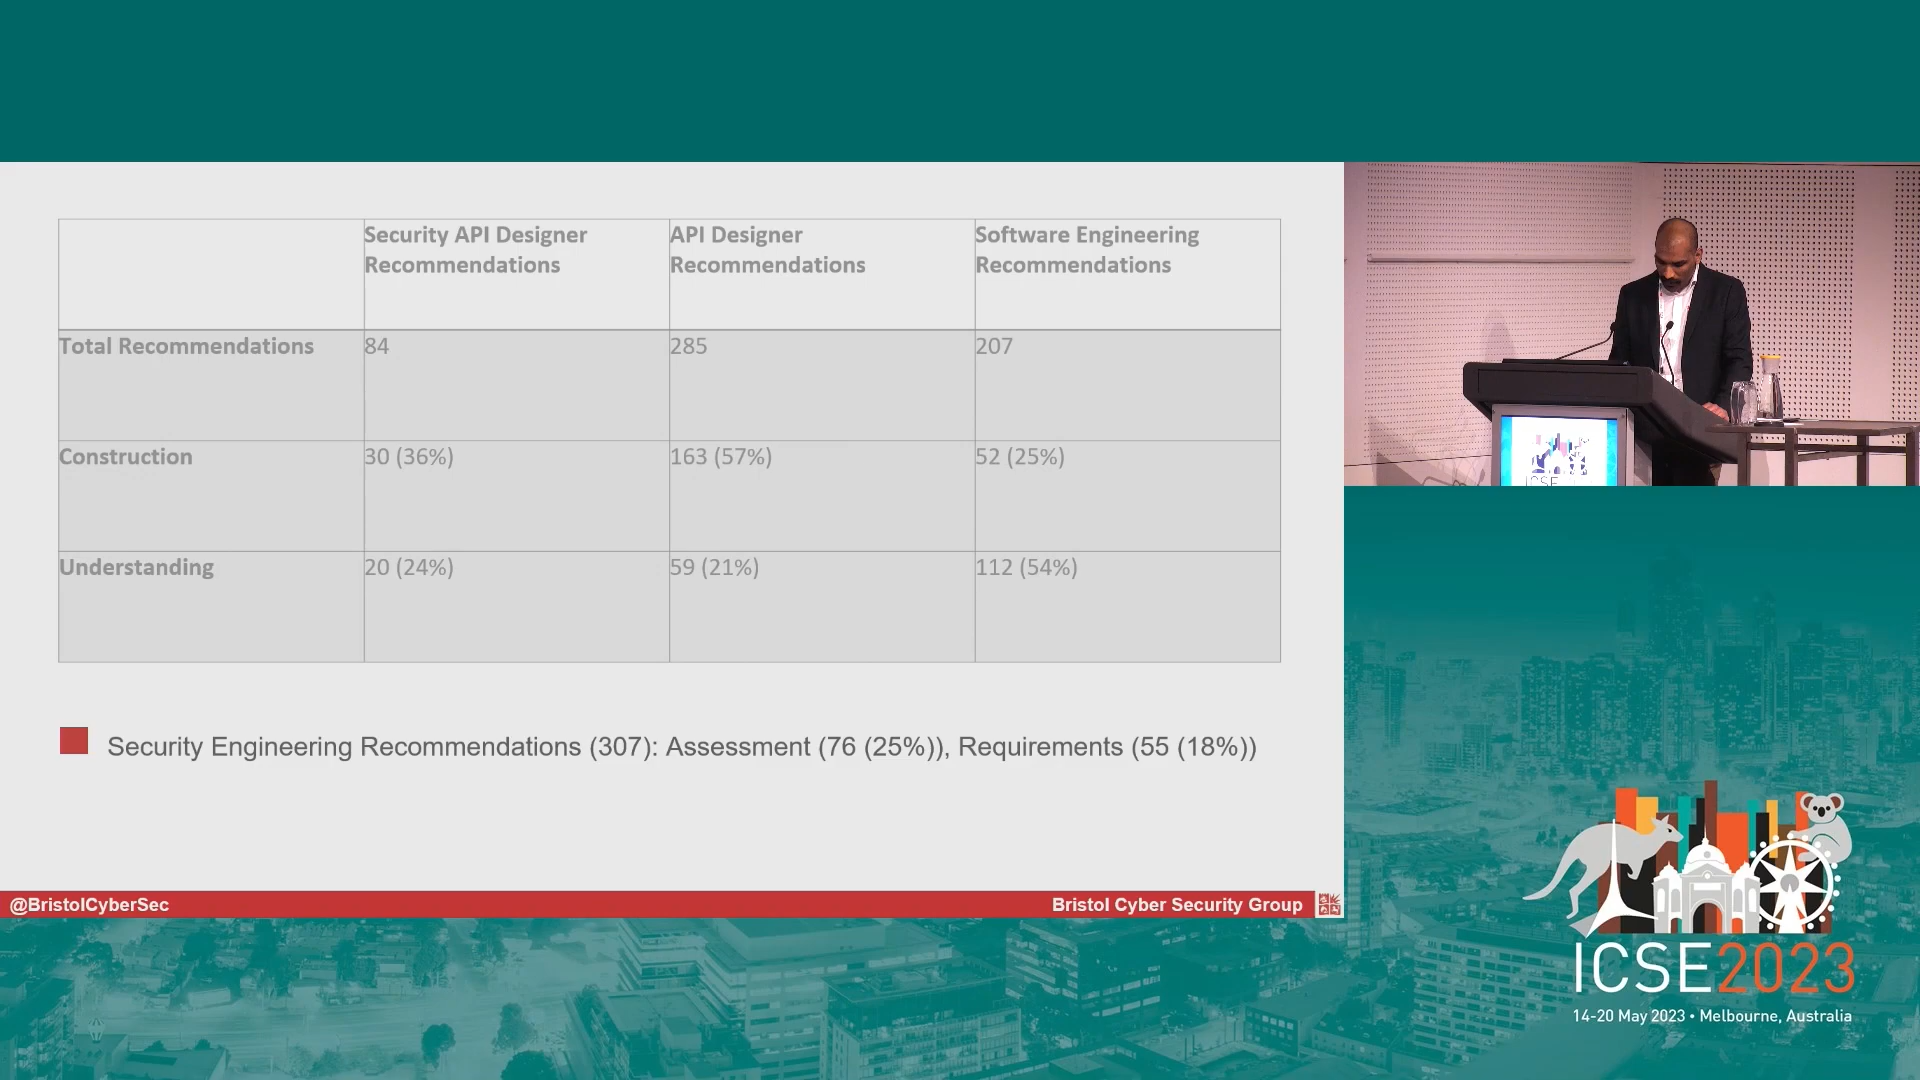 Security API Designer
Recommendations
API Designer
Recommendations
Software Engineering
Recommendations
Total Recommendations
84
285
207
Construction
30 (36%)
163 (57%)
52 (25%)
Understanding
20 (24%)
59 (21%)
112 (54%)
Security Engineering Recommendations (307): Assessment (76 (25%)), Requirements (55 (18%))
@BristolCyberSec
Bristol Cyber Security Group
ICSE
ICSE2023
14-20 May 2023 • Melbourne, Australia